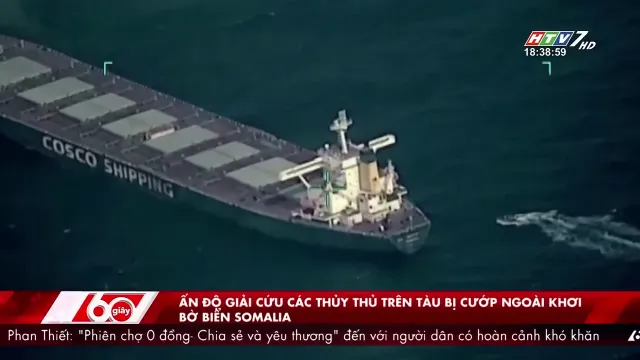 HTV7 HD
18:38:59
COSCO SHIPPING
60 giây
ẤN ĐỘ GIẢI CỨU CÁC THỦY THỦ TRÊN TÀU BỊ CƯỚP NGOÀI KHƠI
BỜ BIỂN SOMALIA
Phan Thiết: "Phiên chợ 0 đồng- Chia sẻ và yêu thương" đến với người dân có hoàn cảnh khó khăn